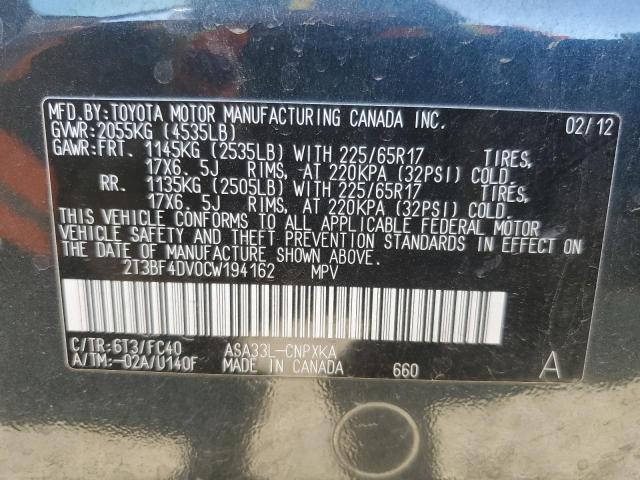 MFD.BY:TOYOTA MOTOR MANUFACTURING CANADA INC. 02/12
GVWR:2055KG (4535LB)
GAWR:FRT. 1145KG (2535LB) WITH 225/65R17 TIRES,
17X6. 5J RIMS, AT 220KPA (32PSI) COLD.
RR. 1135KG (2505LB) WITH 225/65R17 TIRES,
17X6. 5J RIMS, AT 220KPA (32PSI) COLD.
THIS VEHICLE CONFORMS TO ALL APPLICABLE FEDERAL MOTOR
VEHICLE SAFETY AND THEFT PREVENTION STANDARDS IN EFFECT ON
THE DATE OF MANUFACTURE SHOWN ABOVE.
2T3BF4DV0CW194162 MPV
C/TR:6T3/FC40 ASA33L-CNPXKA
A/TM:-02A/U140F MADE IN CANADA 660 A